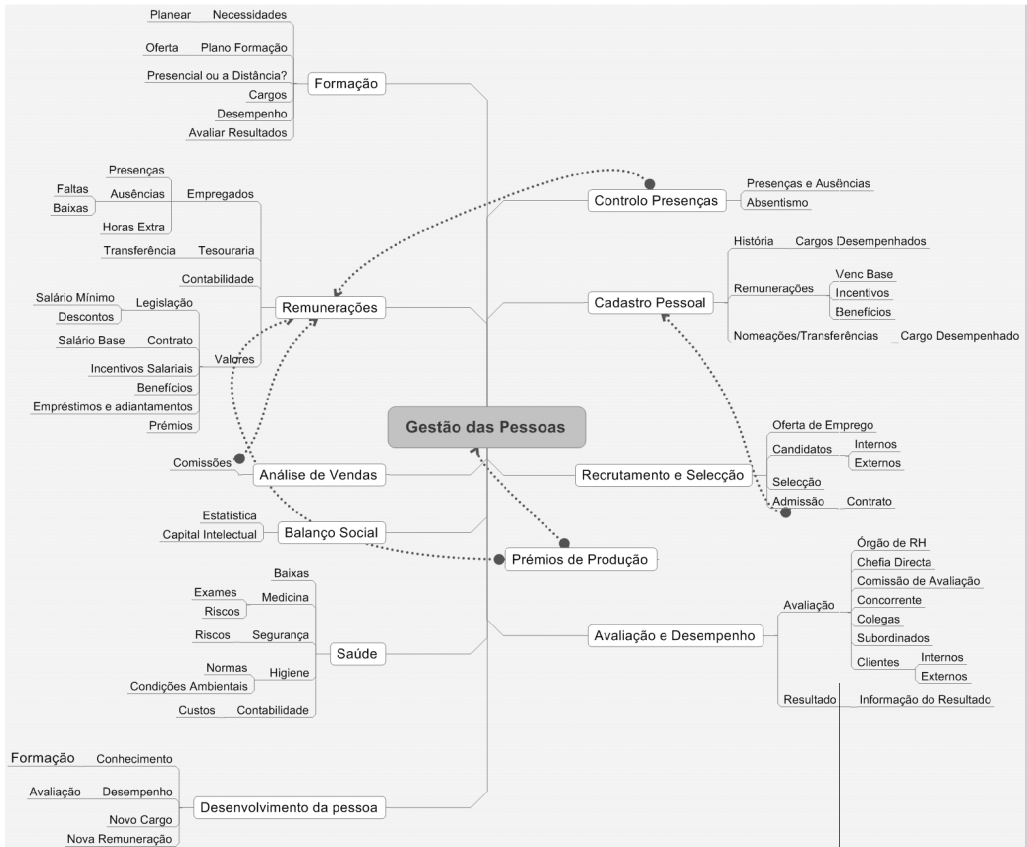 Planear Necessidades
Oferta Plano Formação
Presencial ou a Distância?
Cargos
Desempenho
Avaliar Resultados
Formação
Presenças
Faltas
Baixas
Ausências
Horas Extra
Empregados
Transferência Tesouraria
Contabilidade
Salário Mínimo
Descontos
Legislação
Salário Base Contrato
Incentivos Salariais
Benefícios
Empréstimos e adiantamentos
Prémios
Valores
Remunerações
Comissões
Análise de Vendas
Estatistica
Capital Intelectual
Balanço Social
Baixas
Exames
Riscos
Medicina
Riscos Segurança
Normas
Condições Ambientais
Higiene
Custos Contabilidade
Saúde
Formação Conhecimento
Avaliação Desempenho
Novo Cargo
Nova Remuneração
Desenvolvimento da pessoa
Gestão das Pessoas
Controlo Presenças
Presenças e Ausências
Absentismo
Cadastro Pessoal
História Cargos Desempenhados
Remunerações
Venc Base
Incentivos
Benefícios
Nomeações/Transferências Cargo Desempenhado
Recrutamento e Selecção
Oferta de Emprego
Candidatos
Internos
Externos
Selecção
Admissão Contrato
Prémios de Produção
Avaliação e Desempenho
Avaliação
Órgão de RH
Chefia Directa
Comissão de Avaliação
Concorrente
Colegas
Subordinados
Clientes
Internos
Externos
Resultado Informação do Resultado